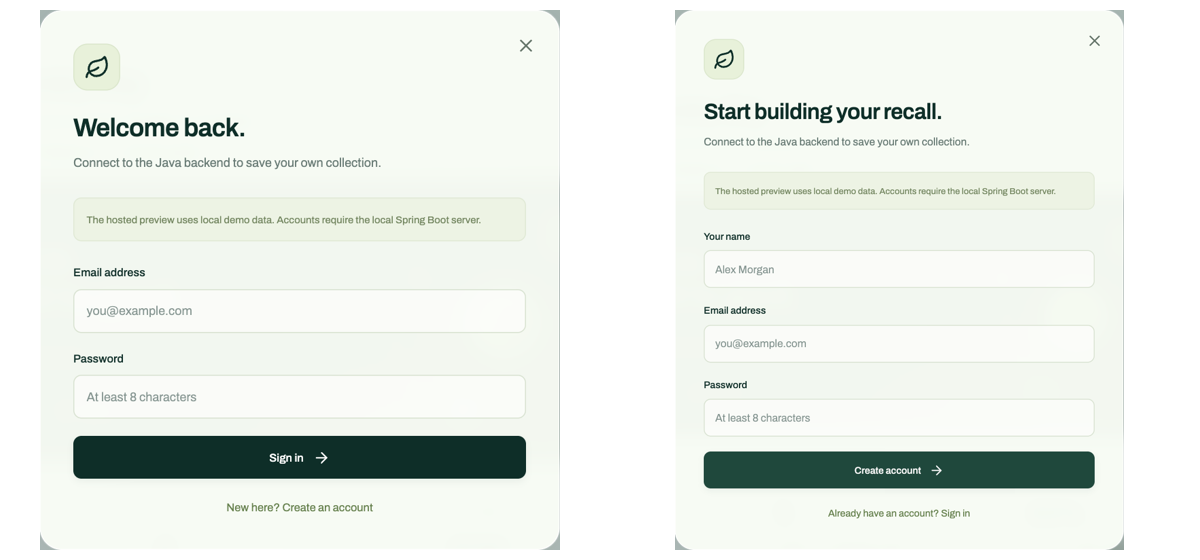 Welcome back.
Connect to the Java backend to save your own collection.
The hosted preview uses local demo data. Accounts require the local Spring Boot server.
Email address
you@example.com
Password
At least 8 characters
Sign in
New here? Create an account
Start building your recall.
Connect to the Java backend to save your own collection.
The hosted preview uses local demo data. Accounts require the local Spring Boot server.
Your name
Alex Morgan
Email address
you@example.com
Password
At least 8 characters
Create account
Already have an account? Sign in